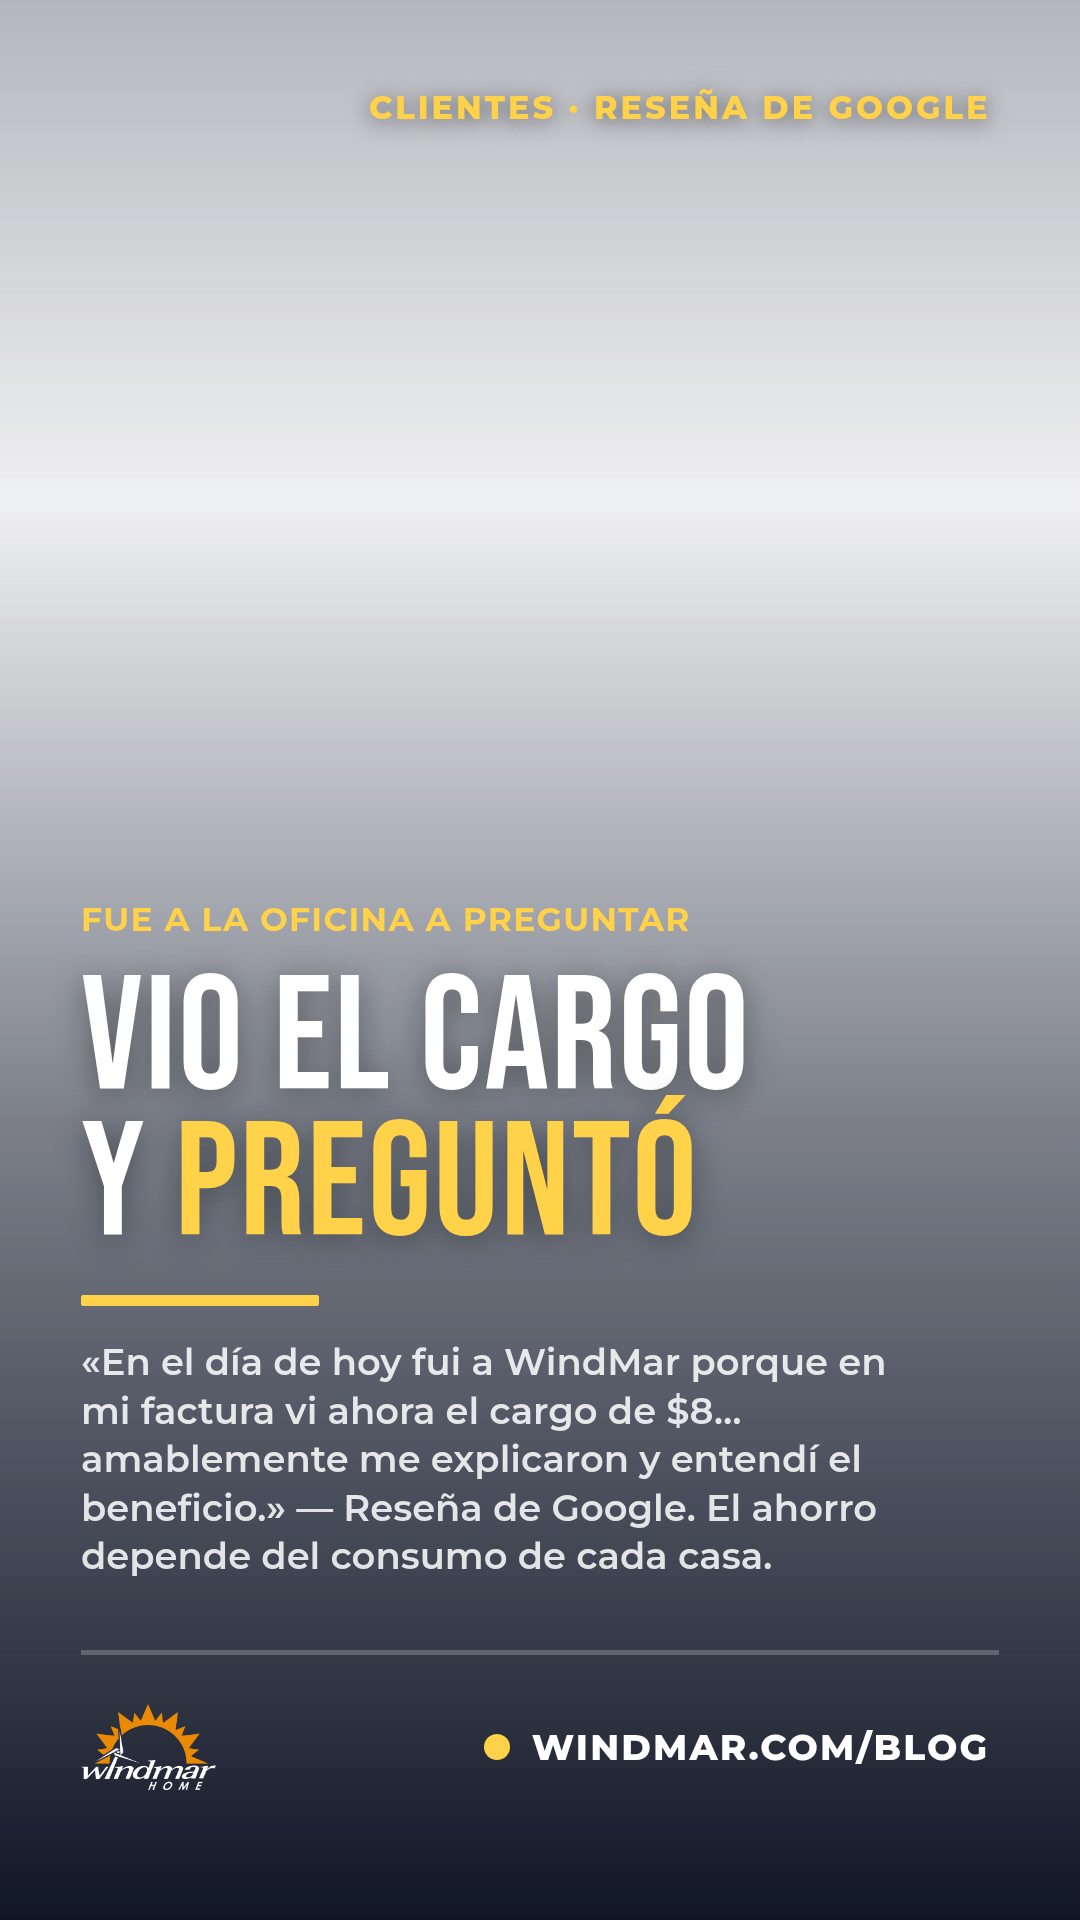 CLIENTES · RESEÑA DE GOOGLE
FUE A LA OFICINA A PREGUNTAR
VIO EL CARGO
Y PREGUNTÓ
«En el día de hoy fui a WindMar porque en
mi factura vi ahora el cargo de $8...
amablemente me explicaron y entendí el
beneficio.» — Reseña de Google. El ahorro
depende del consumo de cada casa.
windmar
HOME
WINDMAR.COM/BLOG